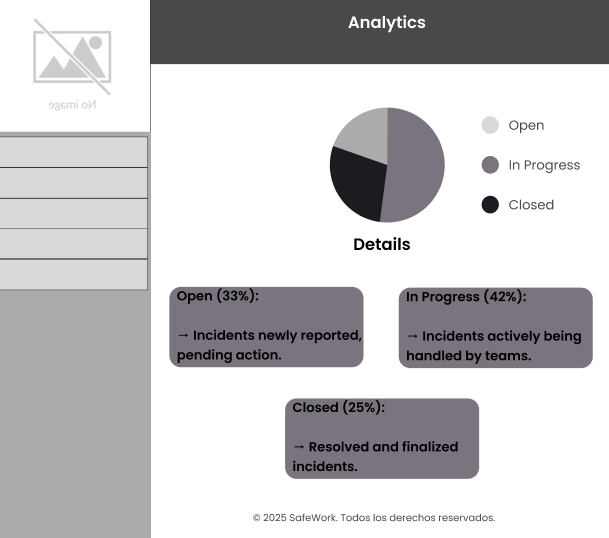 Analytics
No image
Open
In Progress
Closed
Details
Open (33%):
→ Incidents newly reported,
pending action.
In Progress (42%):
→ Incidents actively being
handled by teams.
Closed (25%):
→ Resolved and finalized
incidents.
© 2025 SafeWork. Todos los derechos reservados.